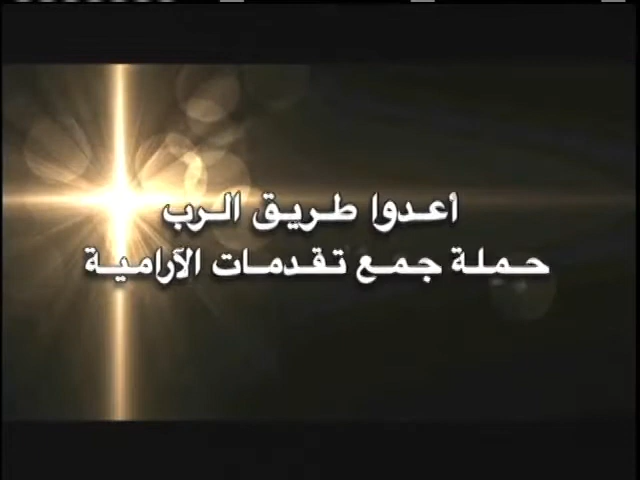 أعدوا طريق الرب
حملة جمع تقدمات الآرامية